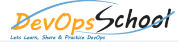 DevOpsSchool
Lets Learn, Share & Practice DevOps